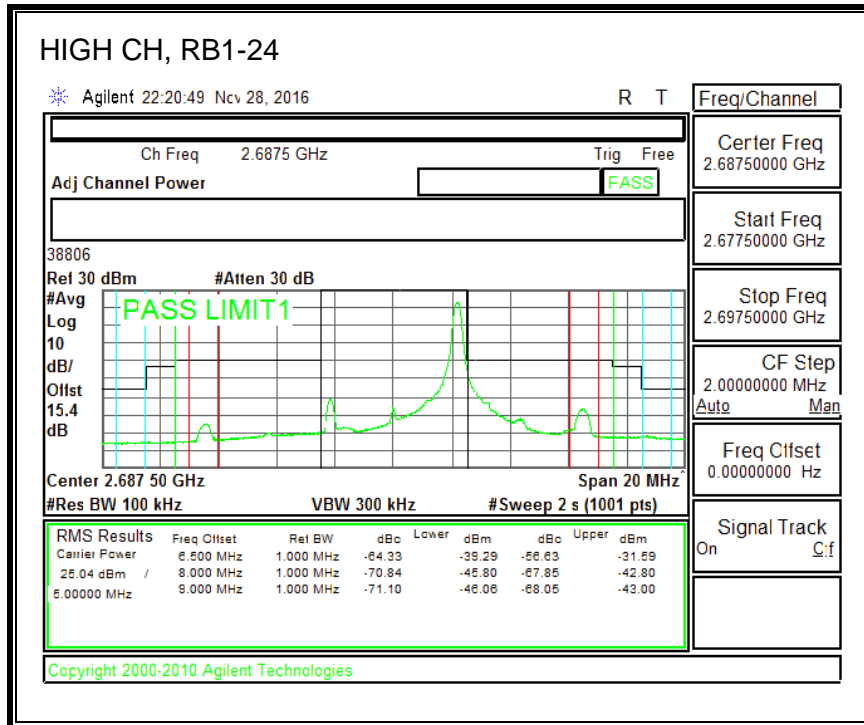 HIGH CH, RB1-24
Agilent 22:20:49 Nov 28, 2016 R T
Freq/Channel
Ch Freq 2.6875 GHz Trig Free
Adj Channel Power FASS
Center Freq
2.68750000 GHz
Start Freq
2.67750000 GHz
Stop Freq
2.69750000 GHz
CF Step
2.00000000 MHz
Auto Man
Freq Offset
0.00000000 Hz
Signal Track
On Off
38806
Ref 30 dBm #Atten 30 dB
#Avg
Log
10
dB/
Offst
15.4
dB
PASS LIMIT1
Center 2.687 50 GHz Span 20 MHz
#Res BW 100 kHz VBW 300 kHz #Sweep 2 s (1001 pts)
RMS Results Freq Offset Ref BW dBc Lower dBm dBc Upper dBm
Carrier Power 6.500 MHz 1.000 MHz -64.33 -39.29 -56.63 -31.59
25.04 dBm / 8.000 MHz 1.000 MHz -70.84 -45.80 -67.85 -42.80
5.00000 MHz 9.000 MHz 1.000 MHz -71.10 -46.06 -68.05 -43.00
Copyright 2000-2010 Agilent Technologies